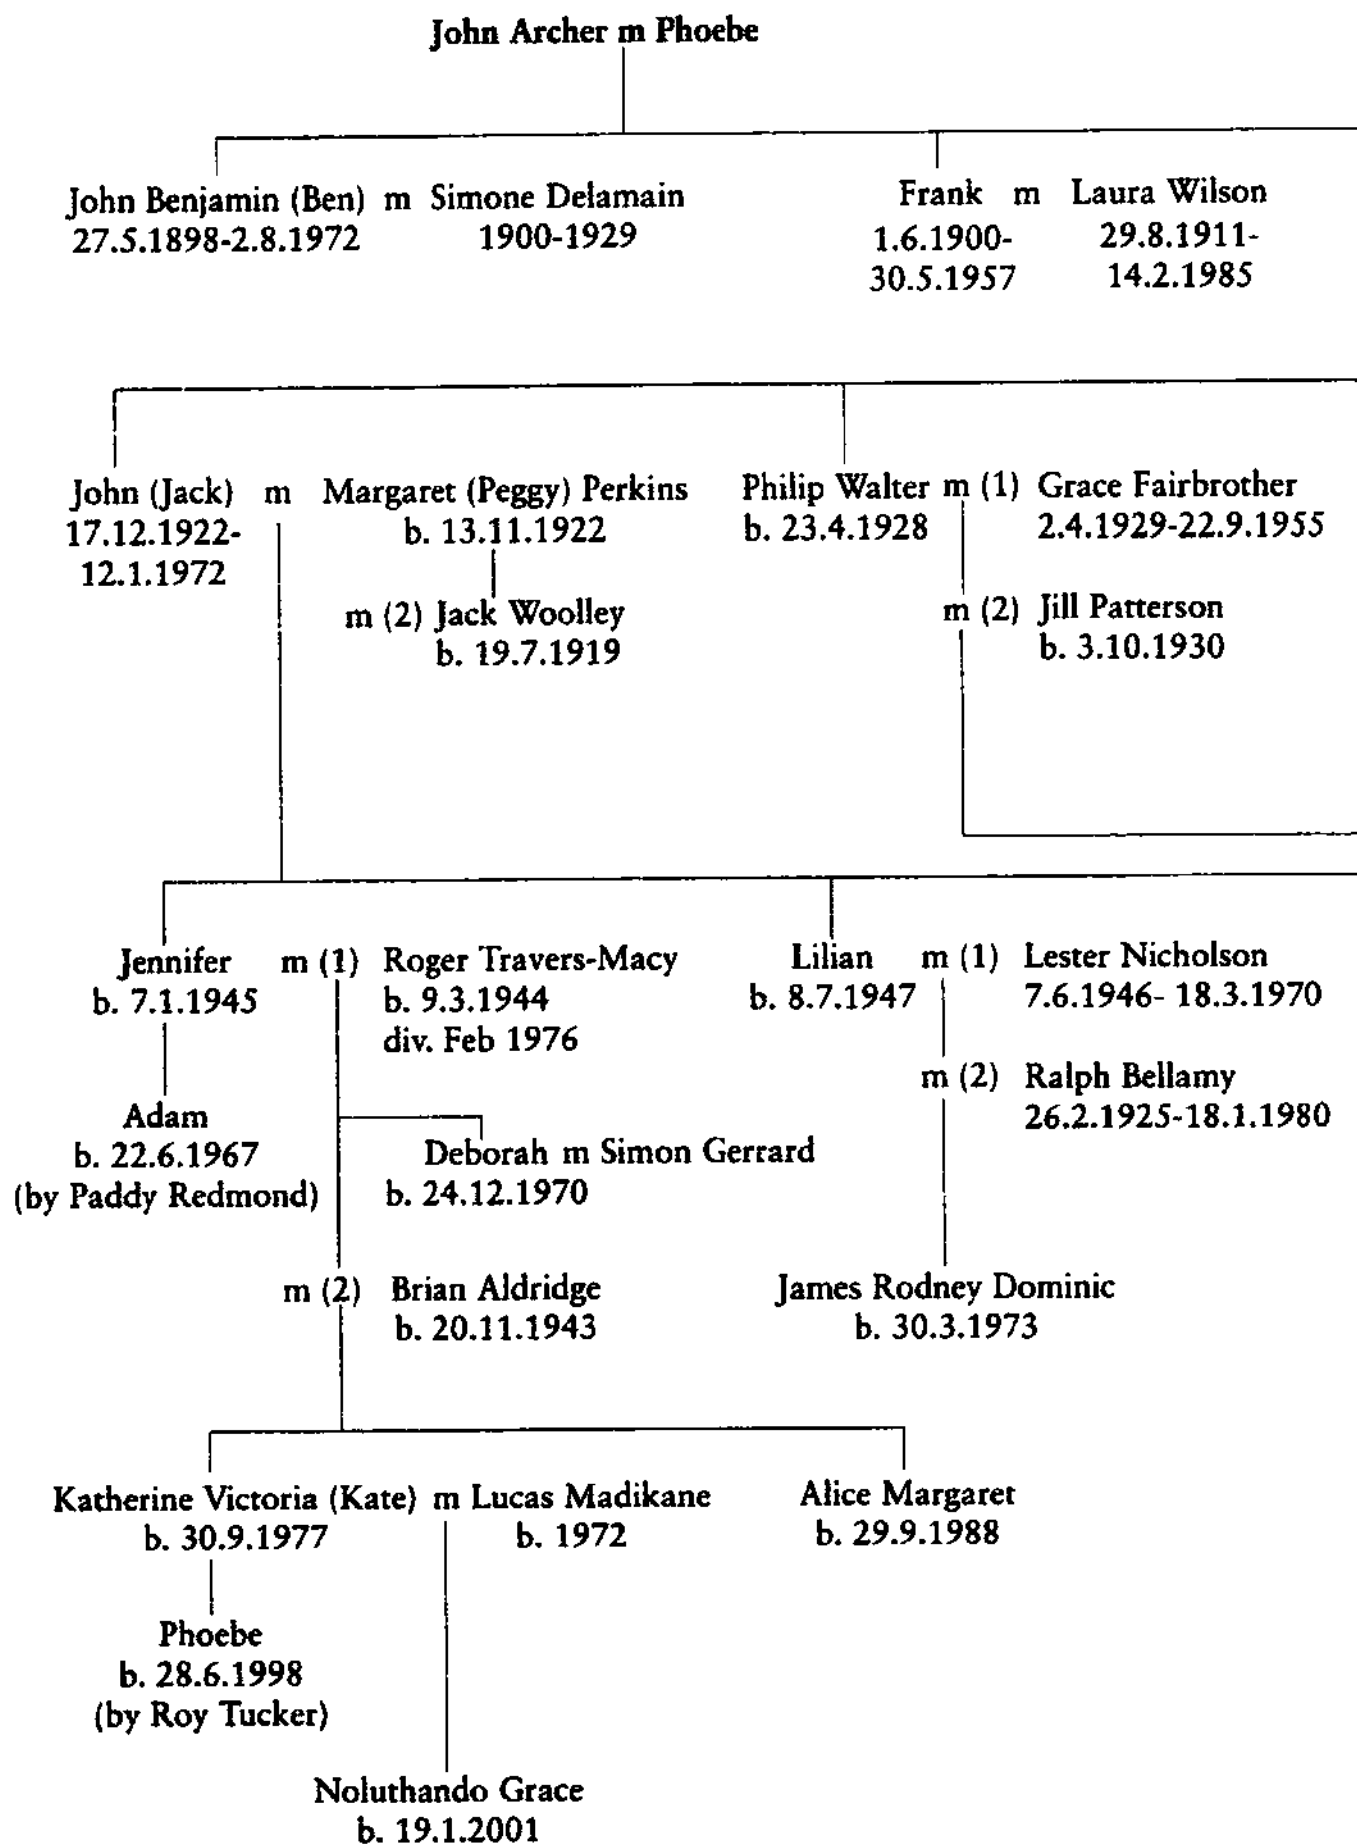 John Archer m Phoebe
John Benjamin (Ben) m Simone Delamain
27.5.1898-2.8.1972 1900-1929
Frank m Laura Wilson
1.6.1900- 29.8.1911-
30.5.1957 14.2.1985
John (Jack) m Margaret (Peggy) Perkins
17.12.1922- b. 13.11.1922
12.1.1972
m (2) Jack Woolley
b. 19.7.1919
Philip Walter m (1) Grace Fairbrother
b. 23.4.1928 2.4.1929-22.9.1955
m (2) Jill Patterson
b. 3.10.1930
Jennifer m (1) Roger Travers-Macy
b. 7.1.1945 b. 9.3.1944
div. Feb 1976
Adam
b. 22.6.1967
(by Paddy Redmond)
Deborah m Simon Gerrard
b. 24.12.1970
m (2) Brian Aldridge
b. 20.11.1943
Lilian m (1) Lester Nicholson
b. 8.7.1947 7.6.1946- 18.3.1970
m (2) Ralph Bellamy
26.2.1925-18.1.1980
James Rodney Dominic
b. 30.3.1973
Katherine Victoria (Kate) m Lucas Madikane
b. 30.9.1977 b. 1972
Alice Margaret
b. 29.9.1988
Phoebe
b. 28.6.1998
(by Roy Tucker)
Noluthando Grace
b. 19.1.2001